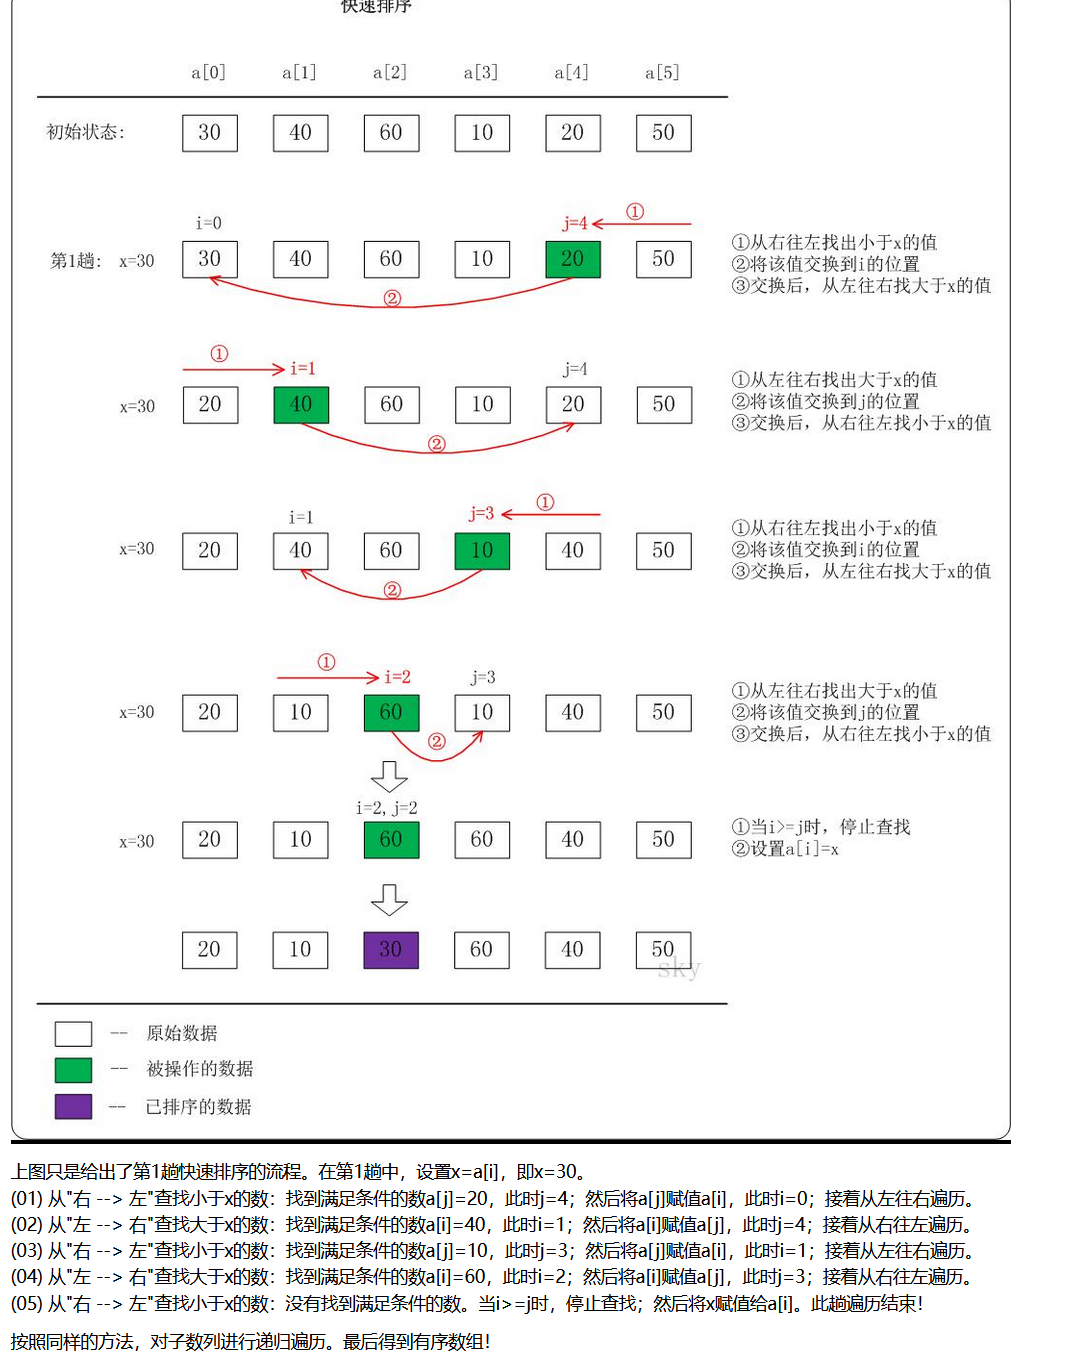 快速排序
a[0] a[1] a[2] a[3] a[4] a[5]
初始状态: 30 40 60 10 20 50
i=0 j=4 ①
第1趟: x=30 30 40 60 10 20 50
②
①从右往左找出小于x的值
②将该值交换到i的位置
③交换后，从左往右找大于x的值
① i=1 j=4
x=30 20 40 60 10 20 50
②
①从左往右找出大于x的值
②将该值交换到j的位置
③交换后，从右往左找小于x的值
i=1 j=3 ①
x=30 20 40 60 10 40 50
②
①从右往左找出小于x的值
②将该值交换到i的位置
③交换后，从左往右找大于x的值
① i=2 j=3
x=30 20 10 60 10 40 50
②
①从左往右找出大于x的值
②将该值交换到j的位置
③交换后，从右往左找小于x的值
i=2,j=2
x=30 20 10 60 60 40 50
①当i>=j时，停止查找
②设置a[i]=x
20 10 30 60 40 50
sky
-- 原始数据
-- 被操作的数据
-- 已排序的数据
上图只是给出了第1趟快速排序的流程。在第1趟中，设置x=a[i]，即x=30。
(01) 从"右 --> 左"查找小于x的数：找到满足条件的数a[j]=20，此时j=4；然后将a[j]赋值a[i]，此时i=0；接着从左往右遍历。
(02) 从"左 --> 右"查找大于x的数：找到满足条件的数a[i]=40，此时i=1；然后将a[i]赋值a[j]，此时j=4；接着从右往左遍历。
(03) 从"右 --> 左"查找小于x的数：找到满足条件的数a[j]=10，此时j=3；然后将a[j]赋值a[i]，此时i=1；接着从左往右遍历。
(04) 从"左 --> 右"查找大于x的数：找到满足条件的数a[i]=60，此时i=2；然后将a[i]赋值a[j]，此时j=3；接着从右往左遍历。
(05) 从"右 --> 左"查找小于x的数：没有找到满足条件的数。当i>=j时，停止查找；然后将x赋值给a[i]。此趟遍历结束！
按照同样的方法，对子数列进行递归遍历。最后得到有序数组！